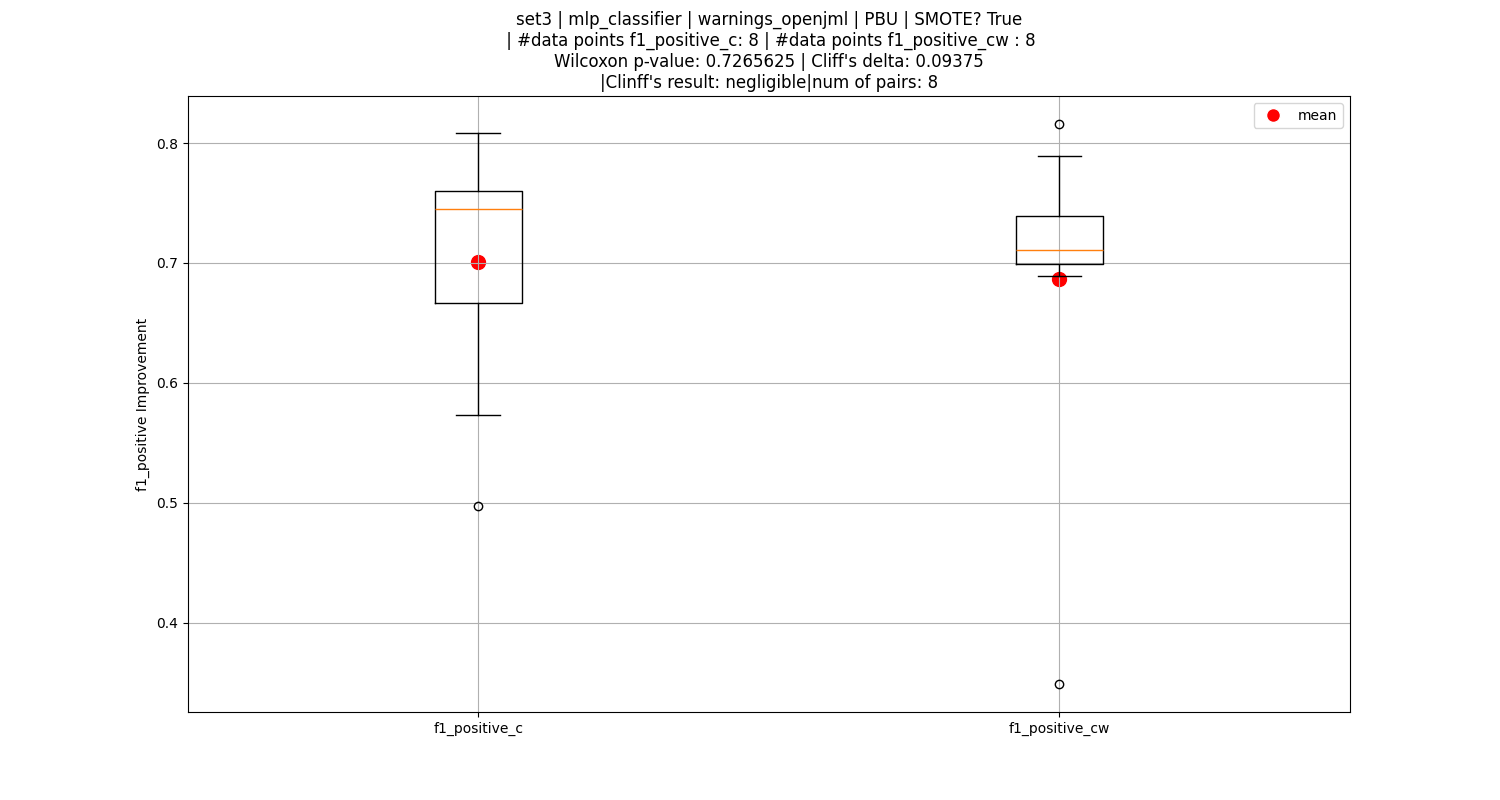 set3 | mlp_classifier | warnings_openjml | PBU | SMOTE? True
| #data points f1_positive_c: 8 | #data points f1_positive_cw : 8
Wilcoxon p-value: 0.7265625 | Cliff's delta: 0.09375
|Clinff's result: negligible|num of pairs: 8
mean
0.8
0.7
0.6
0.5
0.4
f1_positive Improvement
f1_positive_c
f1_positive_cw